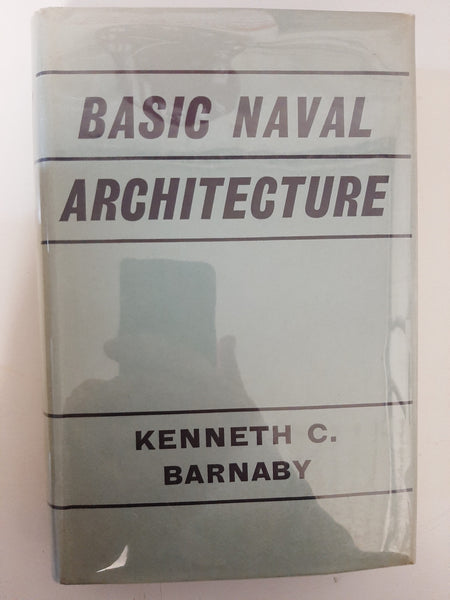 BASIC NAVAL
ARCHITECTURE
KENNETH C.
BARNABY